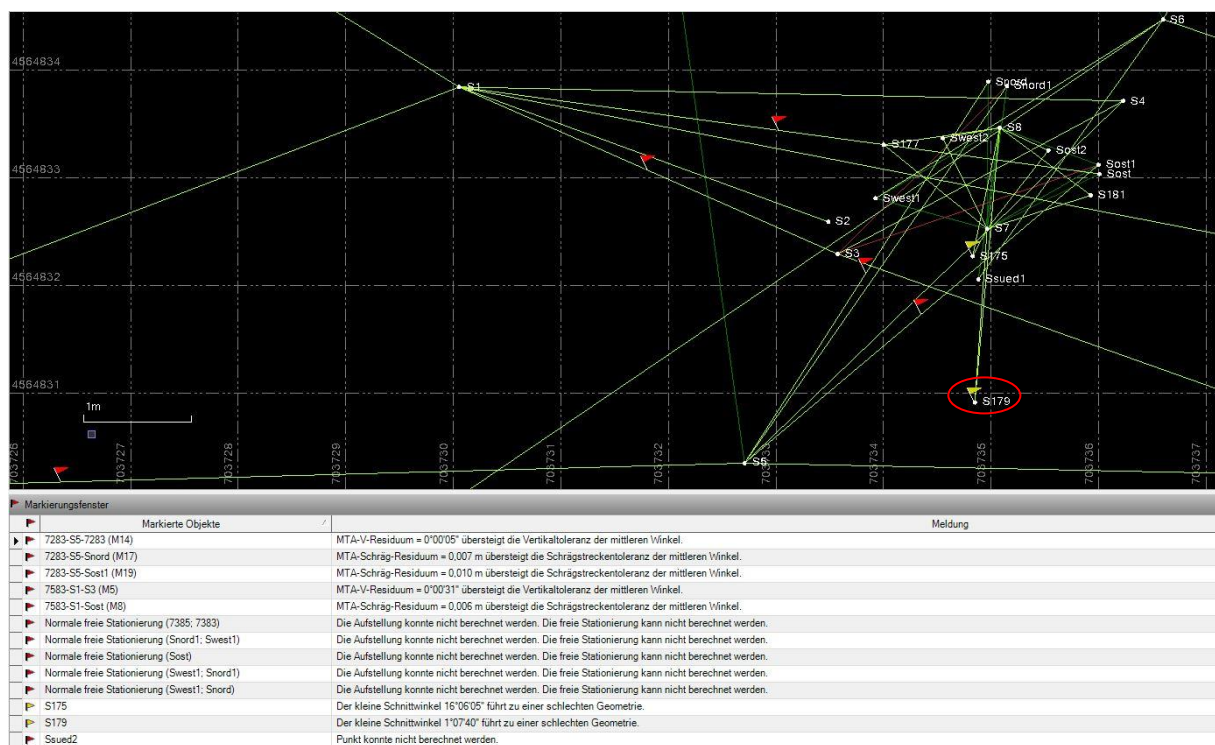 S6
4564834
Snord
Snord1
S1
S4
S8
S177
Swest2
Sost2
4564833
Sost1
Sost
S181
Swest1
S2
S7
S3
S175
4564832
Ssued1
4564831
S179
1m
S5
703726
703727
703728
703729
703730
703731
703732
703733
703734
703735
703736
703737
Markierungsfenster
Markierte Objekte
Meldung
7283-S5-7283 (M14) MTA-V-Residuum = 0°00'05" übersteigt die Vertikaltoleranz der mittleren Winkel.
7283-S5-Snord (M17) MTA-Schräg-Residuum = 0,007 m übersteigt die Schrägstreckentoleranz der mittleren Winkel.
7283-S5-Sost1 (M19) MTA-Schräg-Residuum = 0,010 m übersteigt die Schrägstreckentoleranz der mittleren Winkel.
7583-S1-S3 (M5) MTA-V-Residuum = 0°00'31" übersteigt die Vertikaltoleranz der mittleren Winkel.
7583-S1-Sost (M8) MTA-Schräg-Residuum = 0,006 m übersteigt die Schrägstreckentoleranz der mittleren Winkel.
Normale freie Stationierung (7385; 7383) Die Aufstellung konnte nicht berechnet werden. Die freie Stationierung kann nicht berechnet werden.
Normale freie Stationierung (Snord1; Swest1) Die Aufstellung konnte nicht berechnet werden. Die freie Stationierung kann nicht berechnet werden.
Normale freie Stationierung (Sost) Die Aufstellung konnte nicht berechnet werden. Die freie Stationierung kann nicht berechnet werden.
Normale freie Stationierung (Swest1; Snord1) Die Aufstellung konnte nicht berechnet werden. Die freie Stationierung kann nicht berechnet werden.
Normale freie Stationierung (Swest1; Snord) Die Aufstellung konnte nicht berechnet werden. Die freie Stationierung kann nicht berechnet werden.
S175 Der kleine Schnittwinkel 16°06'05" führt zu einer schlechten Geometrie.
S179 Der kleine Schnittwinkel 1°07'40" führt zu einer schlechten Geometrie.
Ssued2 Punkt konnte nicht berechnet werden.